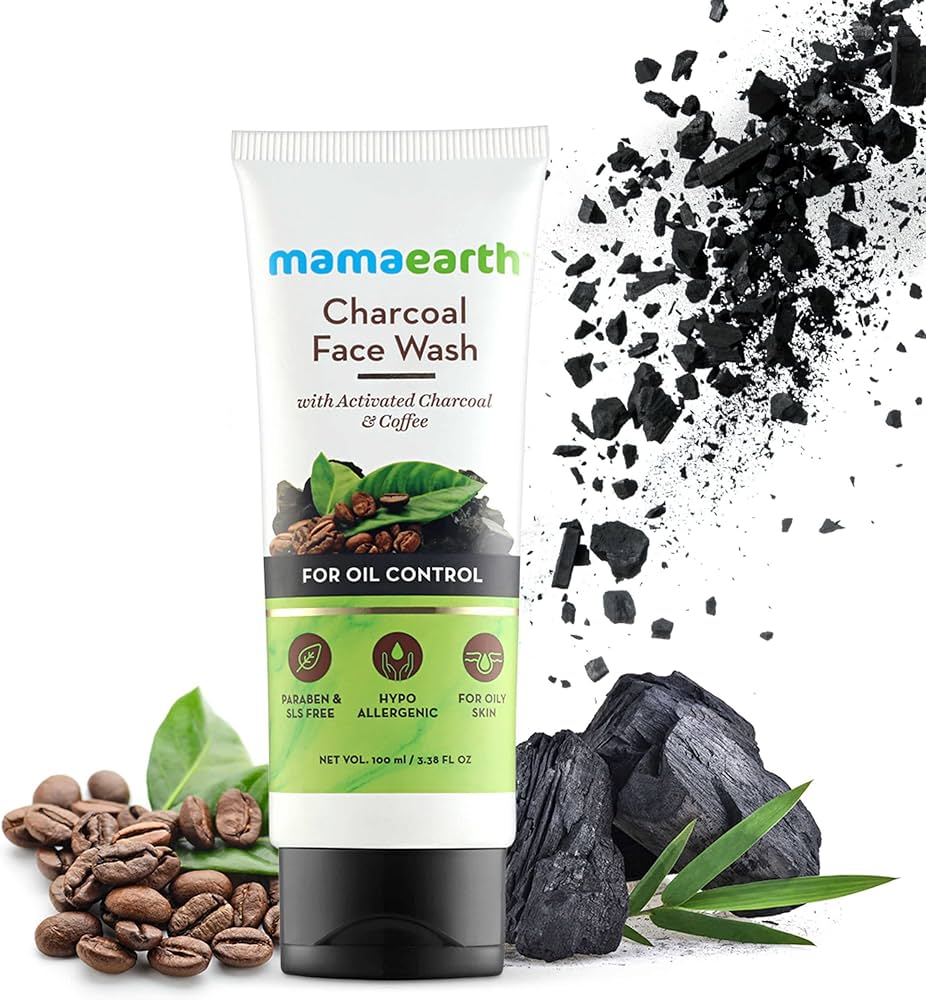 mamaearth™
Charcoal
Face Wash
with Activated Charcoal
& Coffee
FOR OIL CONTROL
PARABEN &
SLS FREE
HYPO
ALLERGENIC
FOR OILY
SKIN
NET VOL. 100 ml / 3.38 FL OZ